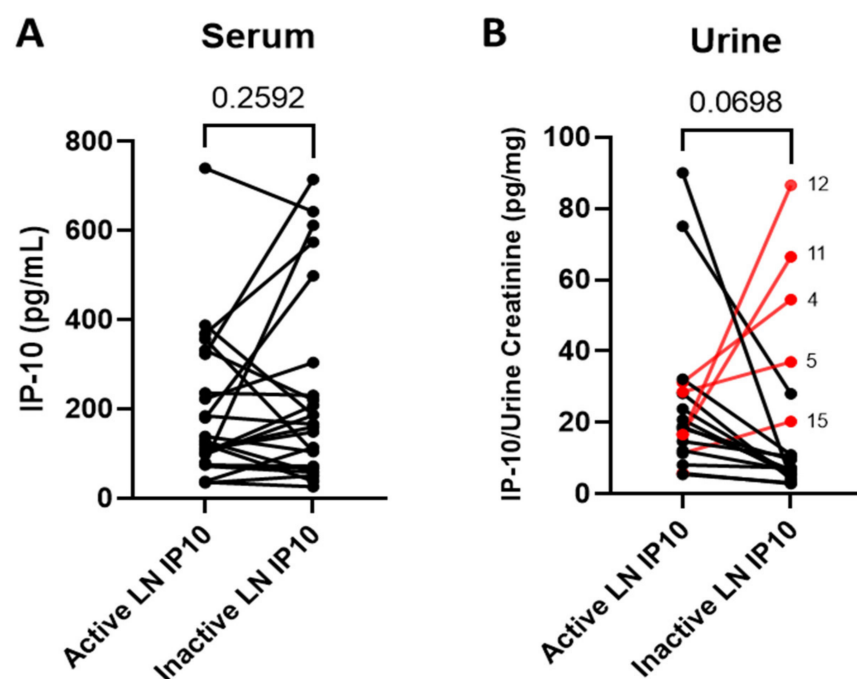 A
Serum
0.2592
IP-10 (pg/mL)
800
600
400
200
0
Active LN IP10
Inactive LN IP10
B
Urine
0.0698
IP-10/Urine Creatinine (pg/mg)
100
80
60
40
20
0
12
11
4
5
15
Active LN IP10
Inactive LN IP10